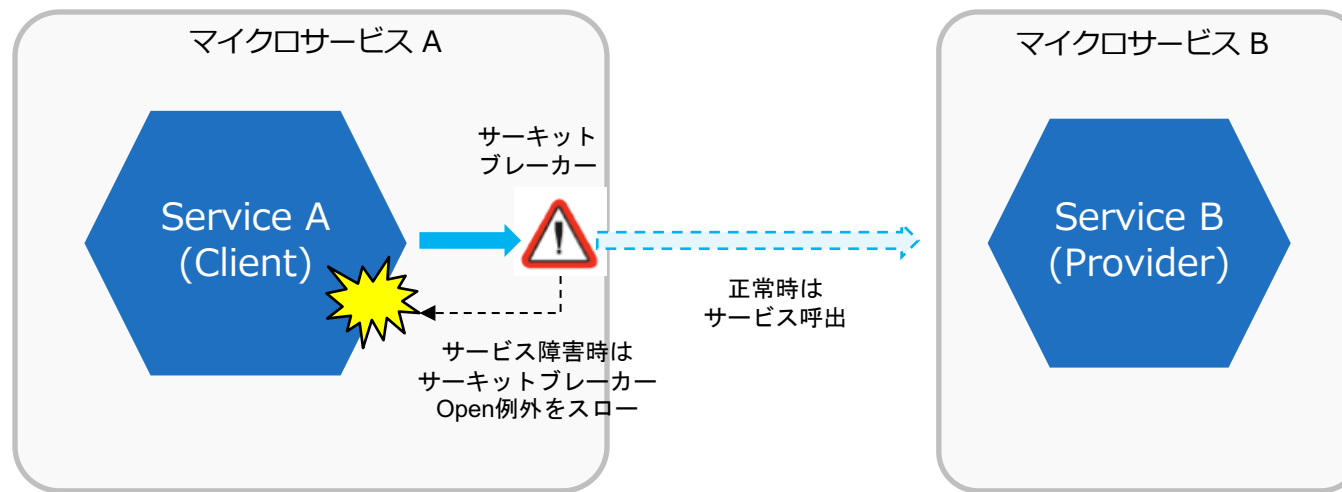 マイクロサービス A
マイクロサービス B
サーキット
ブレーカー
Service A
(Client)
Service B
(Provider)
正常時は
サービス呼出
サービス障害時は
サーキットブレーカー
Open例外をスロー